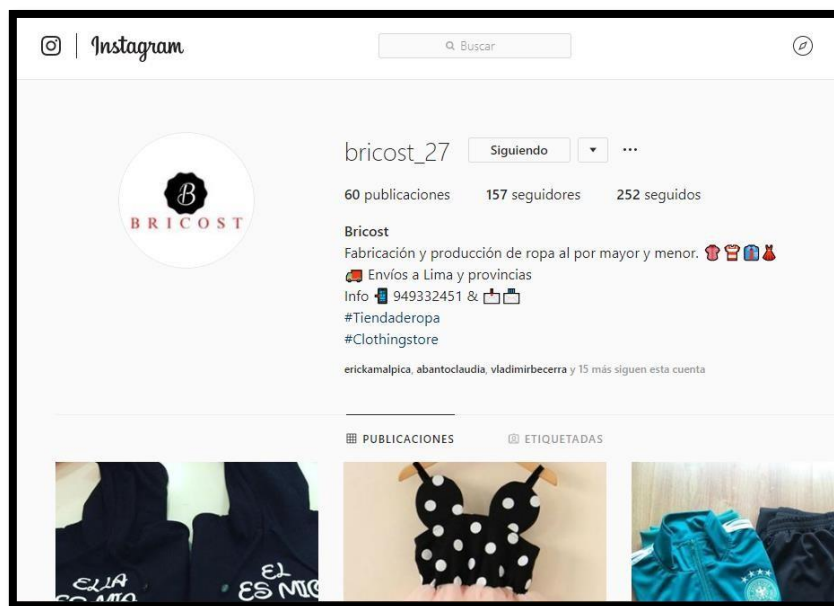 Instagram
Buscar
bricost_27 Siguiendo
60 publicaciones 157 seguidores 252 seguidos
B
BRICOST
Bricost
Fabricación y producción de ropa al por mayor y menor.
Envíos a Lima y provincias
Info 949332451 &
#Tiendaderopa
#Clothingstore
erickamalpica, abantoclaudia, vladimirbecerra y 15 más siguen esta cuenta
PUBLICACIONES ETIQUETADAS
ELLA
ES MIA
EL
ES MIO